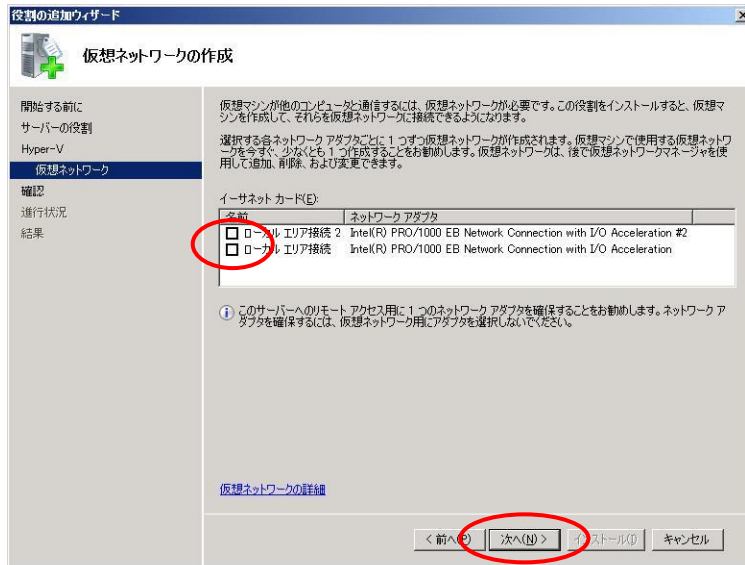 役割の追加ウィザード
仮想ネットワークの作成
開始する前に
サーバーの役割
Hyper-V
仮想ネットワーク
確認
進行状況
結果
仮想マシンが他のコンピュータと通信するには、仮想ネットワークが必要です。この役割をインストールすると、仮想マ
シンを作成して、それらを仮想ネットワークに接続できるようになります。
選択する各ネットワーク アダプタごとに 1 つずつ仮想ネットワークが作成されます。仮想マシンで使用する仮想ネットワ
ークを今すぐ、少なくとも 1 つ作成することをお勧めします。仮想ネットワークは、後で仮想ネットワークマネージャを使
用して追加、削除、および変更できます。
イーサネット カード(E):
名前 ネットワーク アダプタ
ローカル エリア接続 2 Intel(R) PRO/1000 EB Network Connection with I/O Acceleration #2
ローカル エリア接続 Intel(R) PRO/1000 EB Network Connection with I/O Acceleration
このサーバーへのリモート アクセス用に 1 つのネットワーク アダプタを確保することをお勧めします。ネットワーク ア
ダプタを確保するには、仮想ネットワーク用にアダプタを選択しないでください。
仮想ネットワークの詳細
< 前へ(P) 次へ(N) > インストール(I) キャンセル